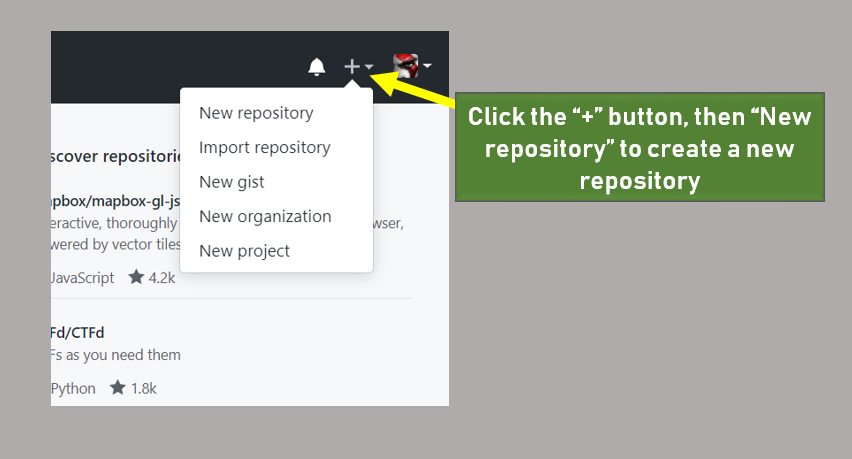 New repository
Import repository
New gist
New organization
New project
Click the “+” button, then “New
repository” to create a new
repository
scover repositorie
pbox/mapbox-gl-js
eractive, thoroughly
wser,
wered by vector tiles
JavaScript ★ 4.2k
Fd/CTFd
Fs as you need them
Python ★ 1.8k